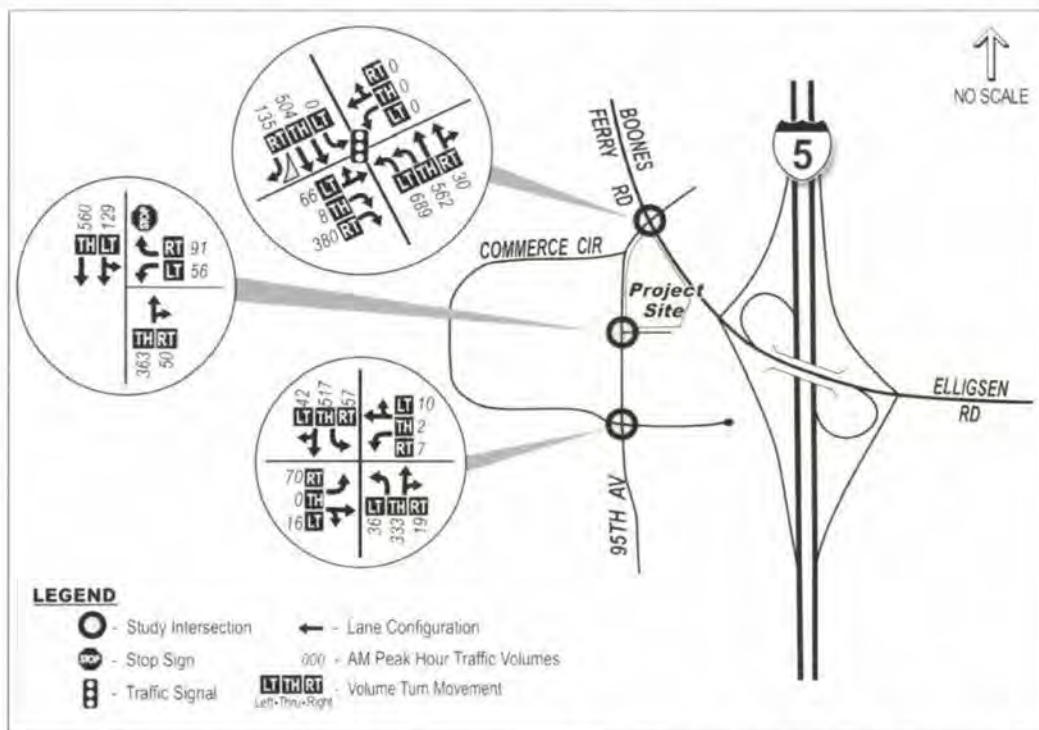 NO SCALE
BOONES
FERRY RD
5
COMMERCE CIR
Project
Site
ELLIGSEN
RD
95TH AV
135 504 0
RT TH LT
RT 0
TH 0
LT 0
LT TH RT
689 562 30
66 LT
8 TH
380 RT
560 129
TH LT
STOP
RT 91
LT 56
TH RT
363 50
42 517 57
LT TH RT
LT 10
TH 2
RT 7
70 RT
0 TH
16 LT
LT TH RT
36 333 19
LEGEND
- Study Intersection
STOP - Stop Sign
- Traffic Signal
- Lane Configuration
000 - AM Peak Hour Traffic Volumes
LT TH RT - Volume Turn Movement
Left•Thru•Right